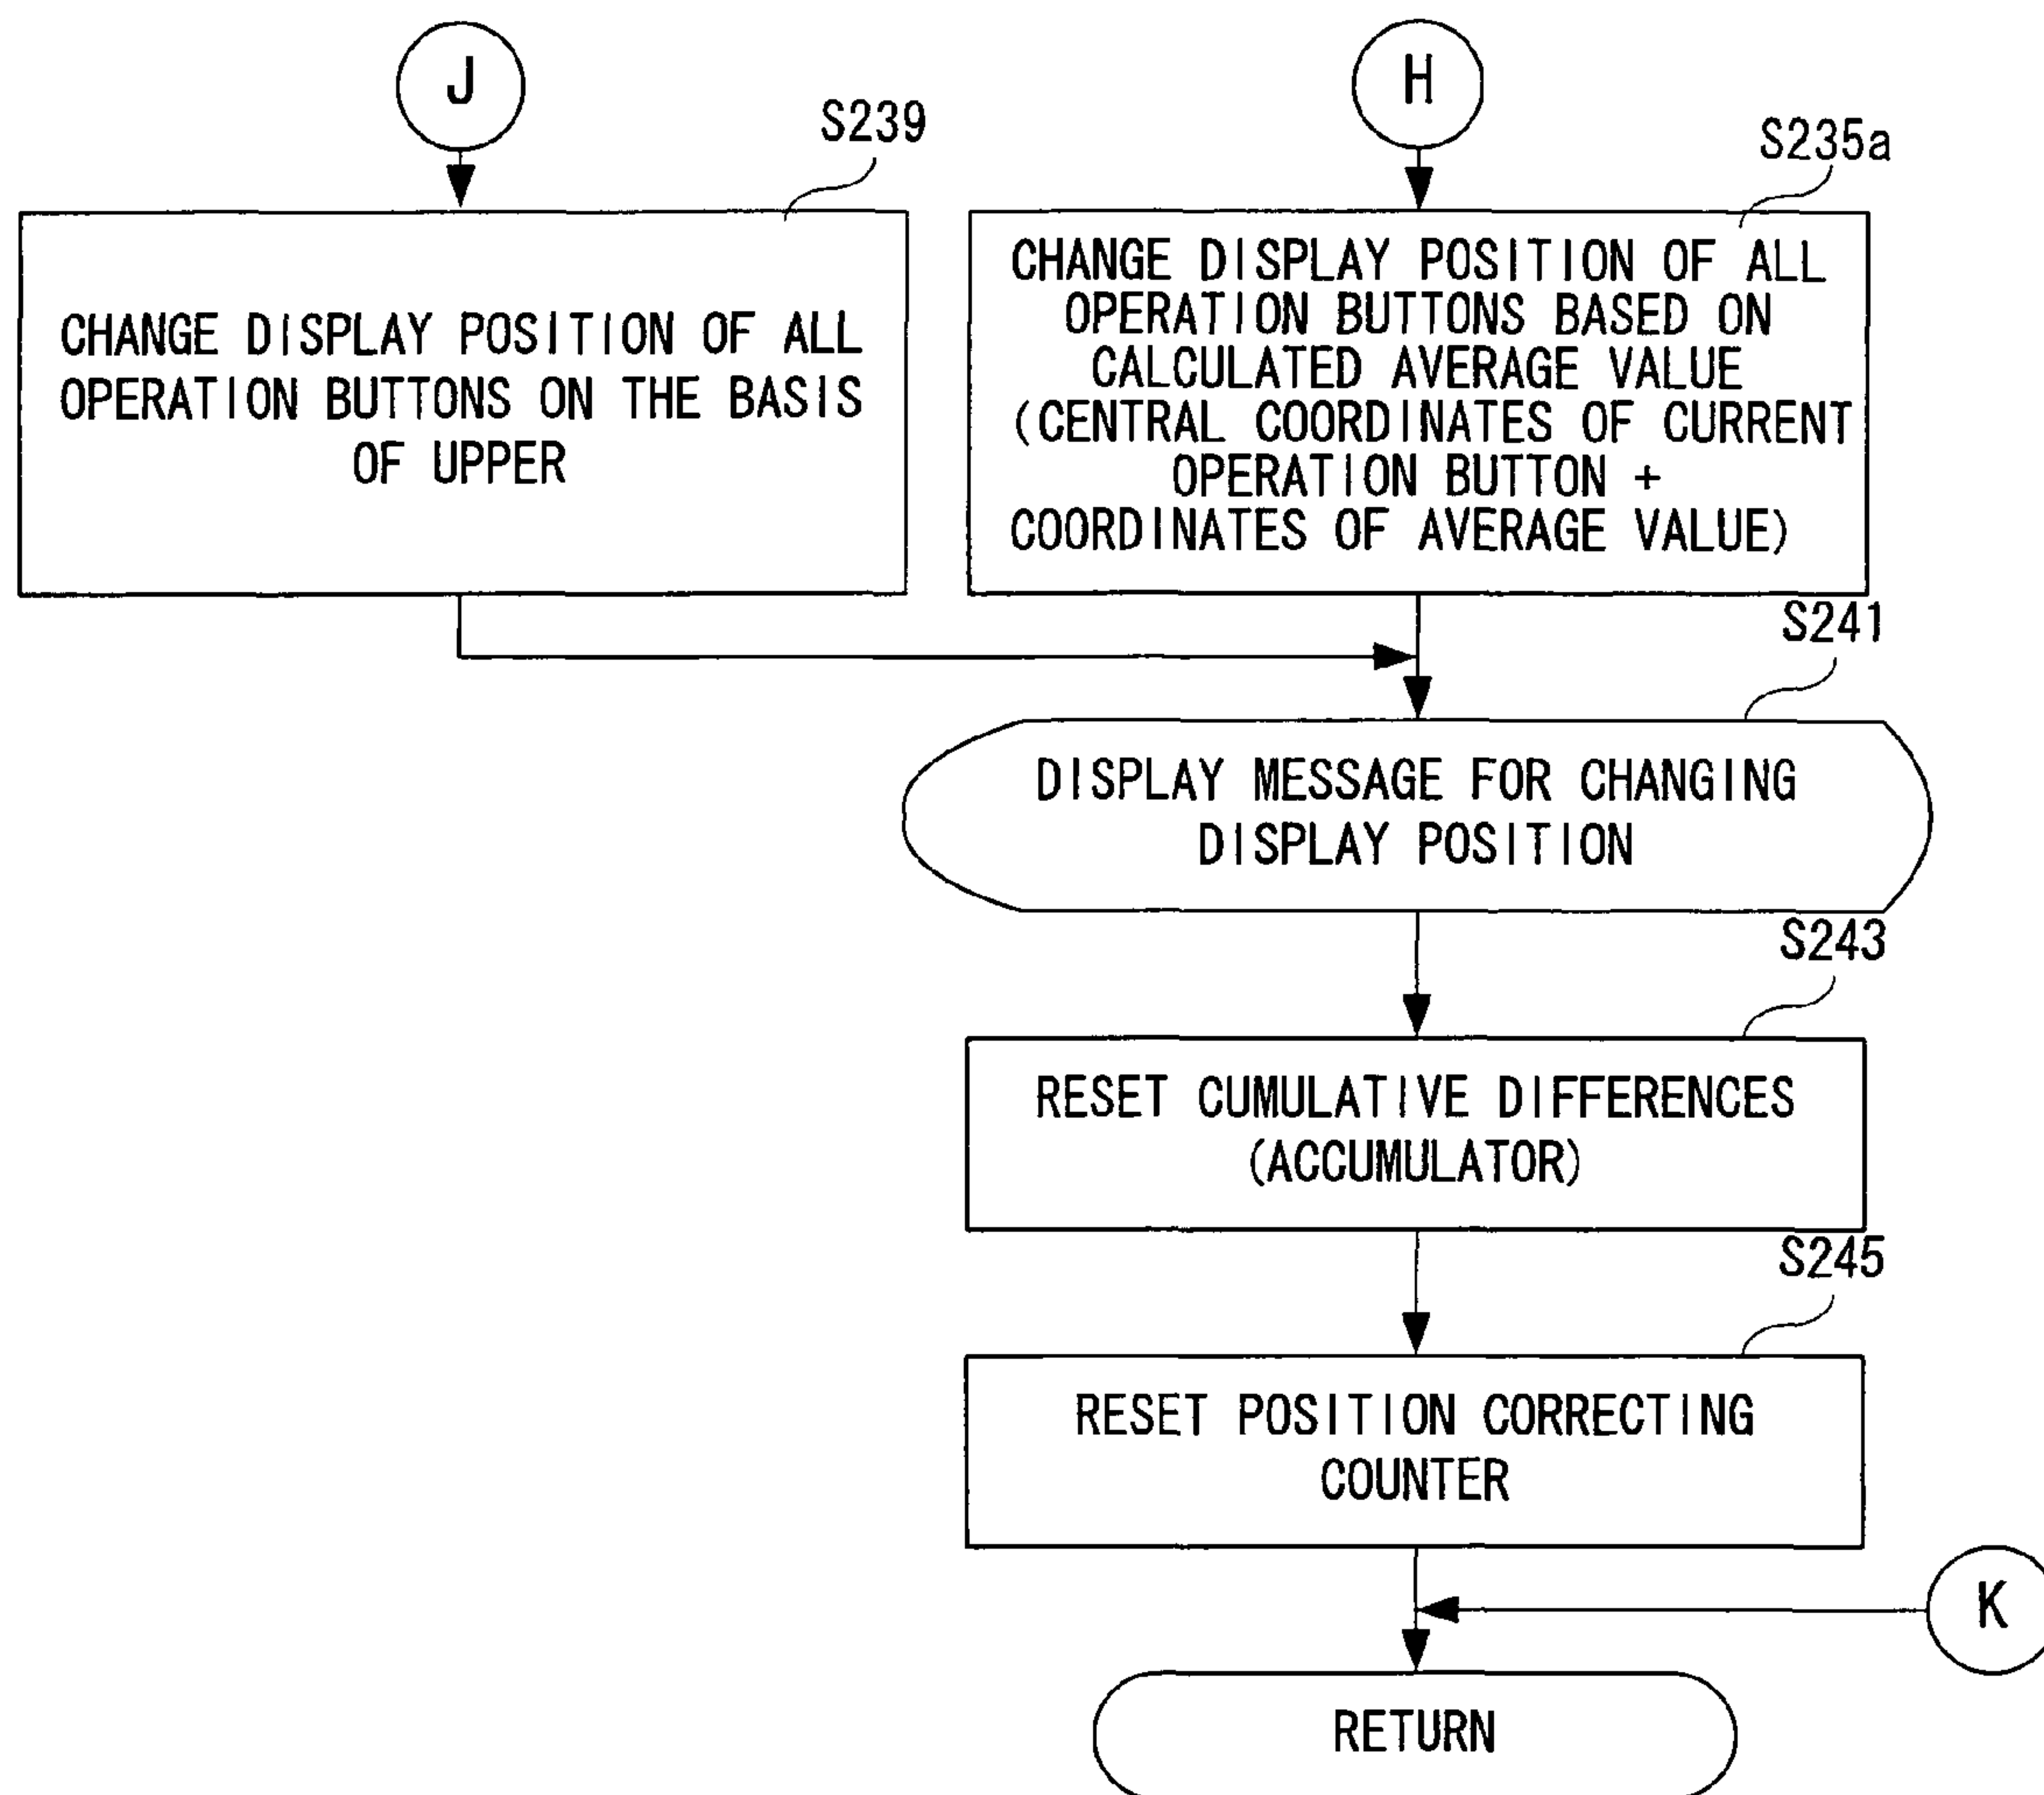 J
H
S239
S235a
CHANGE DISPLAY POSITION OF ALL
OPERATION BUTTONS ON THE BASIS
OF UPPER
CHANGE DISPLAY POSITION OF ALL
OPERATION BUTTONS BASED ON
CALCULATED AVERAGE VALUE
(CENTRAL COORDINATES OF CURRENT
OPERATION BUTTON +
COORDINATES OF AVERAGE VALUE)
S241
DISPLAY MESSAGE FOR CHANGING
DISPLAY POSITION
S243
RESET CUMULATIVE DIFFERENCES
(ACCUMULATOR)
S245
RESET POSITION CORRECTING
COUNTER
K
RETURN